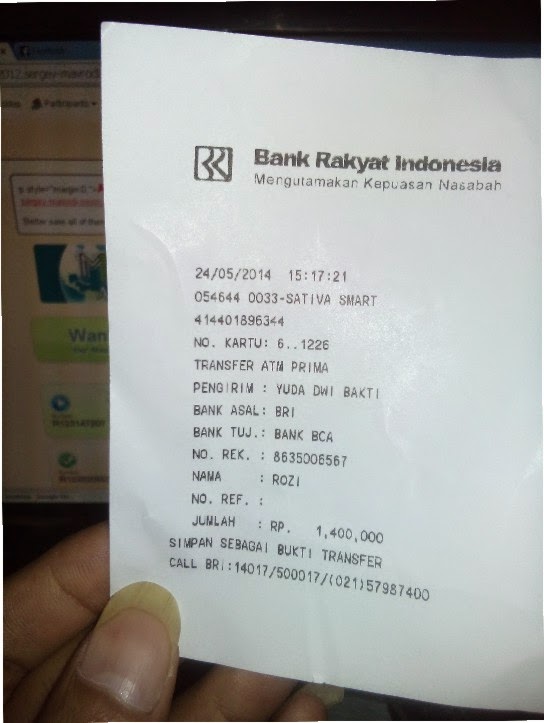 Bank Rakyat Indonesia
Mengutamakan Kepuasan Nasabah
24/05/2014 15:17:21
054644 0033-SATIVA SMART
414401896344
NO. KARTU: 6..1226
TRANSFER ATM PRIMA
PENGIRIM : YUDA DWI BAKTI
BANK ASAL: BRI
BANK TUJ.: BANK BCA
NO. REK. : 8635006567
NAMA : ROZI
NO. REF. :
JUMLAH : RP. 1,400,000
SIMPAN SEBAGAI BUKTI TRANSFER
CALL BRI:14017/500017/(021)57987400
Participants
Wan